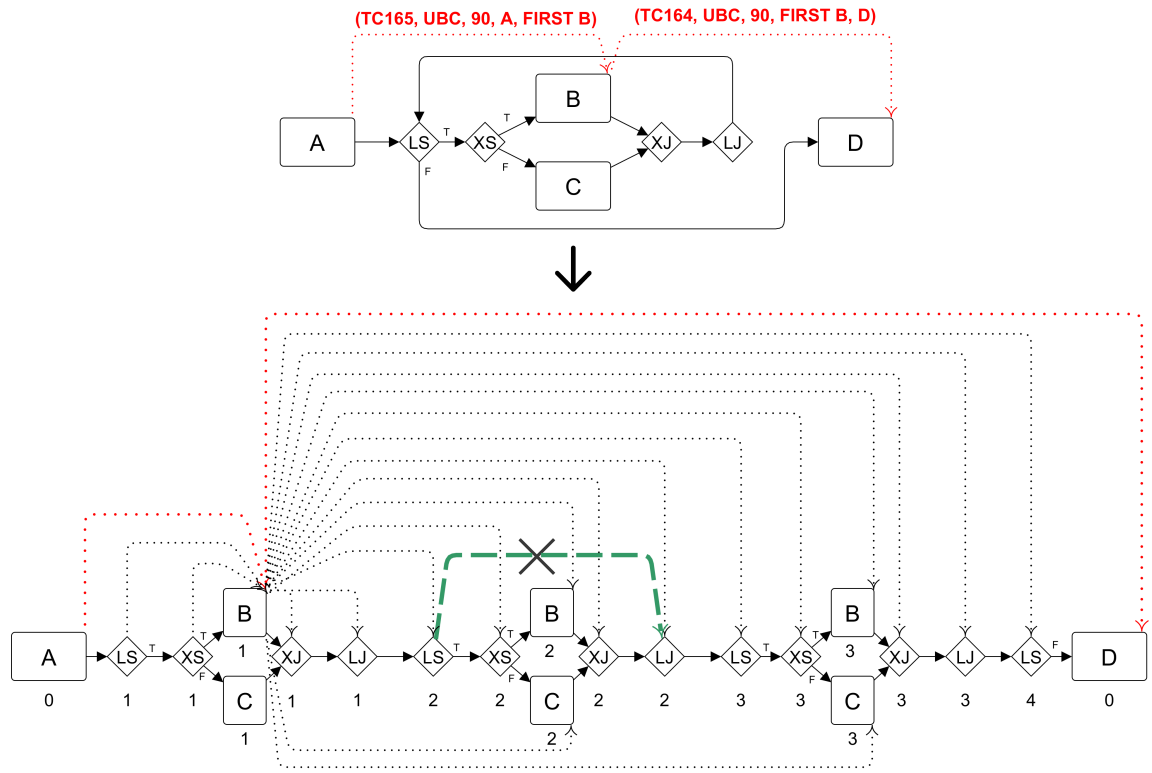 (TC165, UBC, 90, A, FIRST B) (TC164, UBC, 90, FIRST B, D)
B
T
A LS T XS XJ LJ D
F F
C
B B B
T T T
A LS T XS XJ LJ LS T XS XJ LJ LS T XS XJ LJ LS F D
1 2 3
F F F
C C C
0 1 1 1 1 2 2 2 2 3 3 3 3 4 0
1 2 3